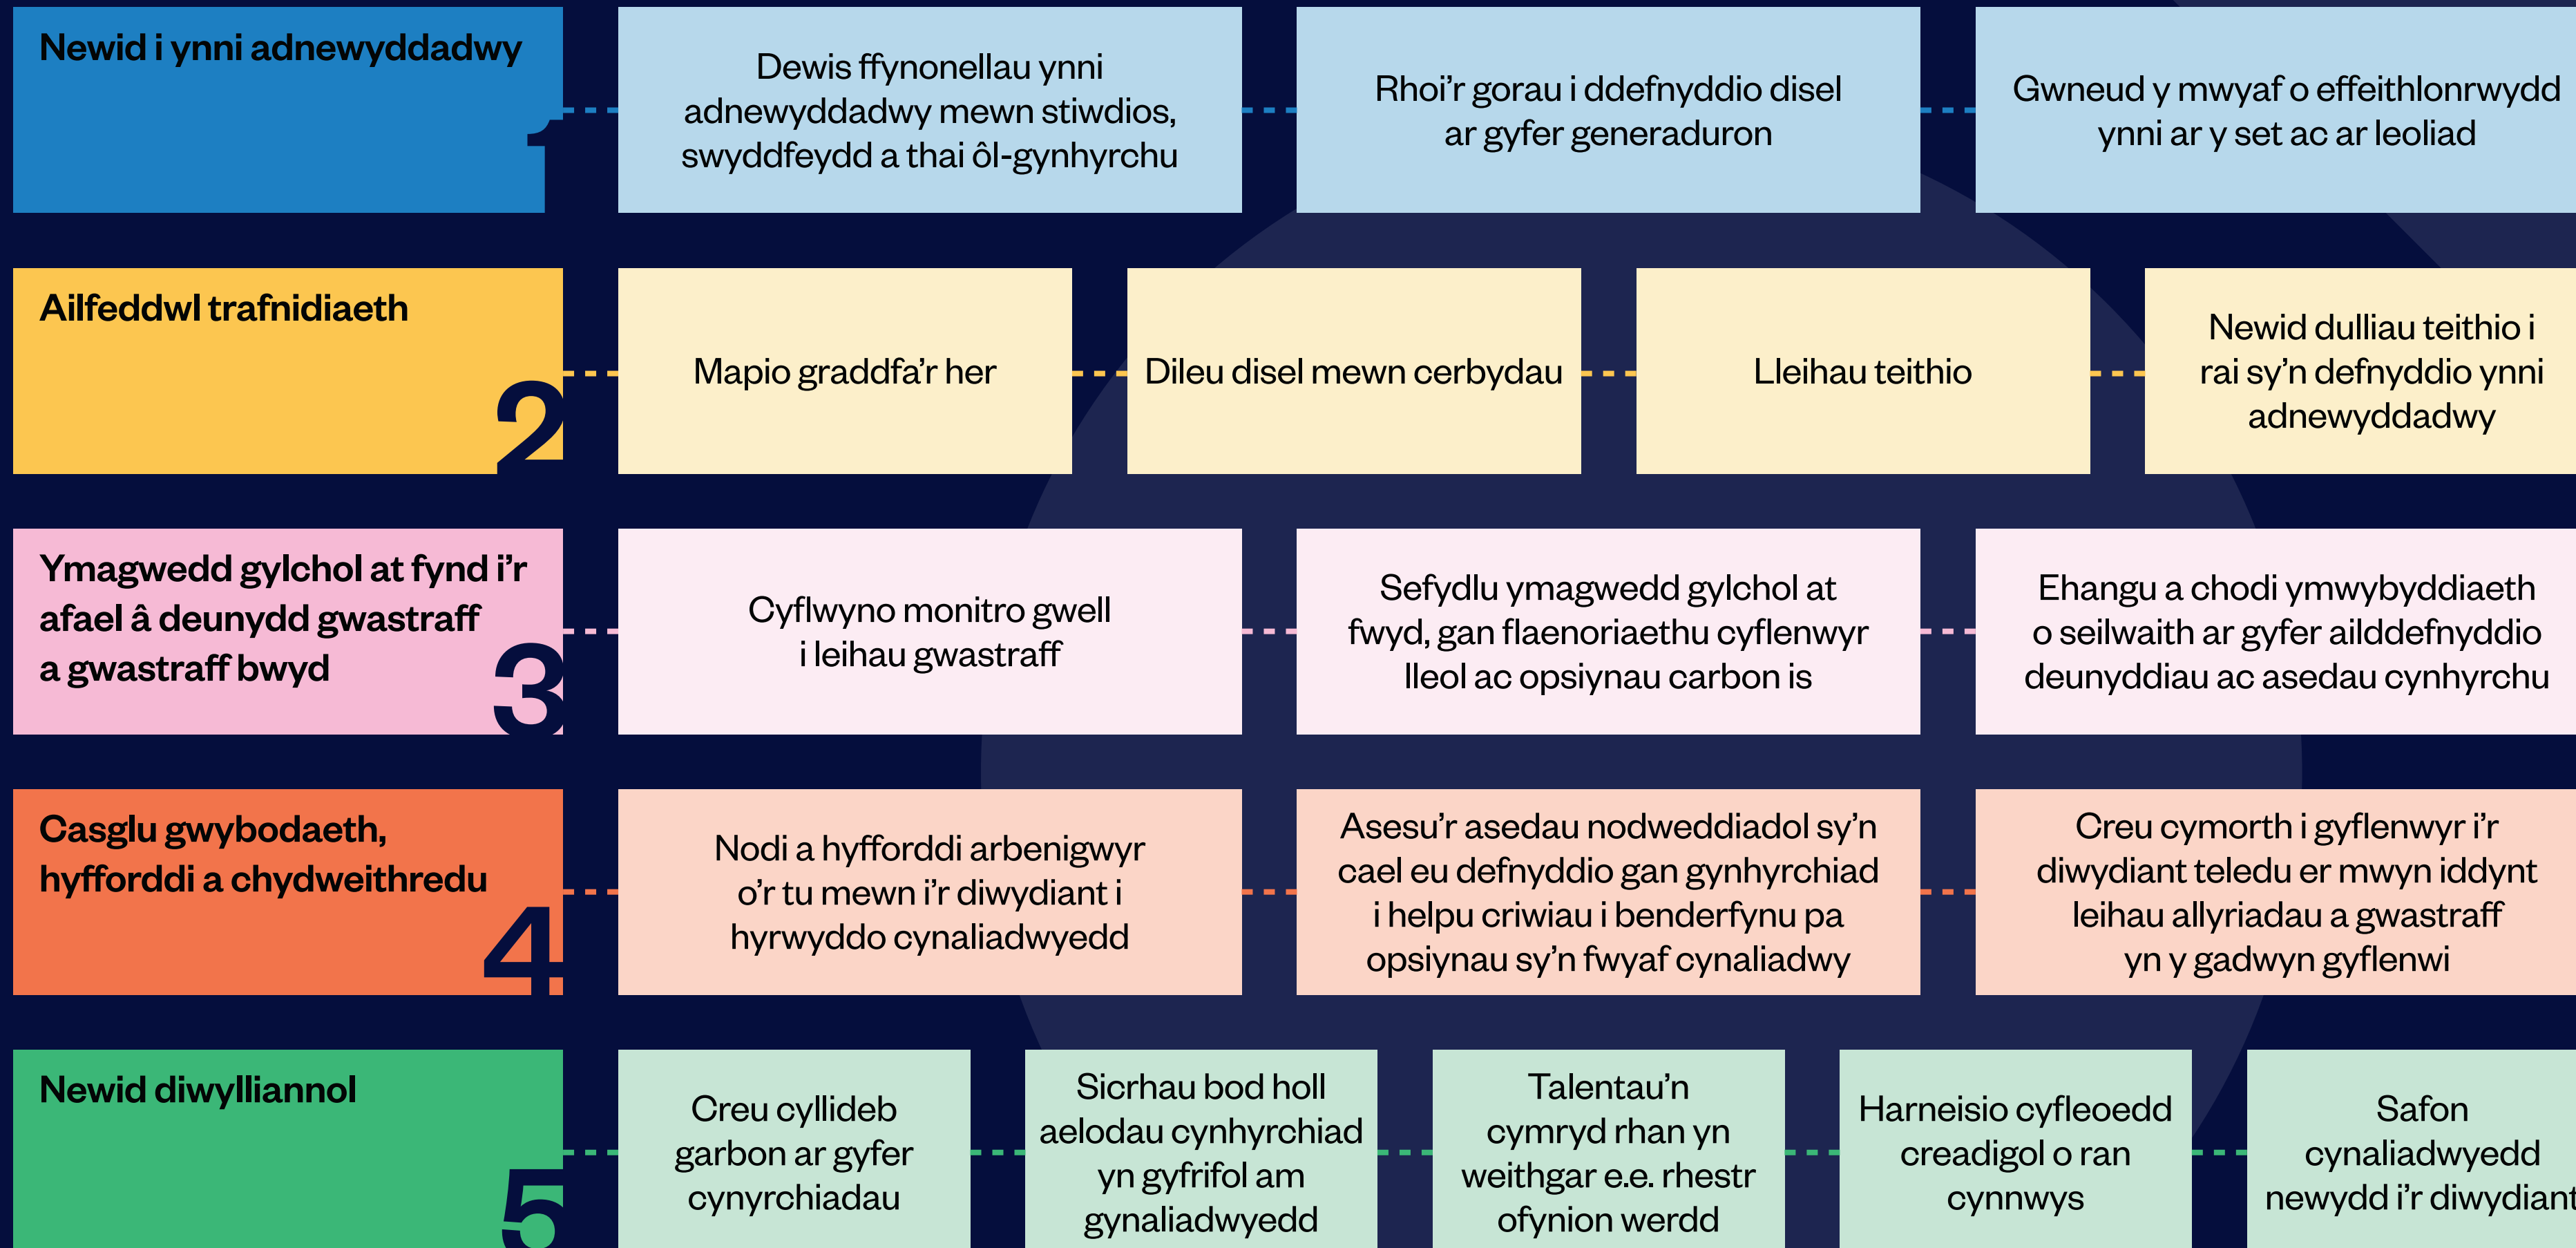 Newid i ynni adnewyddadwy
1
Dewis ffynonellau ynni
adnewyddadwy mewn stiwdios,
swyddfeydd a thai ôl-gynhyrchu
Rhoi’r gorau i ddefnyddio disel
ar gyfer generaduron
Gwneud y mwyaf o effeithlonrwydd
ynni ar y set ac ar leoliad
Ailfeddwl trafnidiaeth
2
Mapio graddfa’r her
Dileu disel mewn cerbydau
Lleihau teithio
Newid dulliau teithio i
rai sy’n defnyddio ynni
adnewyddadwy
Ymagwedd gylchol at fynd i’r
afael â deunydd gwastraff
a gwastraff bwyd
3
Cyflwyno monitro gwell
i leihau gwastraff
Sefydlu ymagwedd gylchol at
fwyd, gan flaenoriaethu cyflenwyr
lleol ac opsiynau carbon is
Ehangu a chodi ymwybyddiaeth
o seilwaith ar gyfer ailddefnyddio
deunyddiau ac asedau cynhyrchu
Casglu gwybodaeth,
hyfforddi a chydweithredu
4
Nodi a hyfforddi arbenigwyr
o’r tu mewn i’r diwydiant i
hyrwyddo cynaliadwyedd
Asesu’r asedau nodweddiadol sy’n
cael eu defnyddio gan gynhyrchiad
i helpu criwiau i benderfynu pa
opsiynau sy’n fwyaf cynaliadwy
Creu cymorth i gyflenwyr i’r
diwydiant teledu er mwyn iddynt
leihau allyriadau a gwastraff
yn y gadwyn gyflenwi
Newid diwylliannol
5
Creu cyllideb
garbon ar gyfer
cynyrchiadau
Sicrhau bod holl
aelodau cynhyrchiad
yn gyfrifol am
gynaliadwyedd
Talentau’n
cymryd rhan yn
weithgar e.e. rhestr
ofynion werdd
Harneisio cyfleoedd
creadigol o ran
cynnwys
Safon
cynaliadwyedd
newydd i’r diwydiant